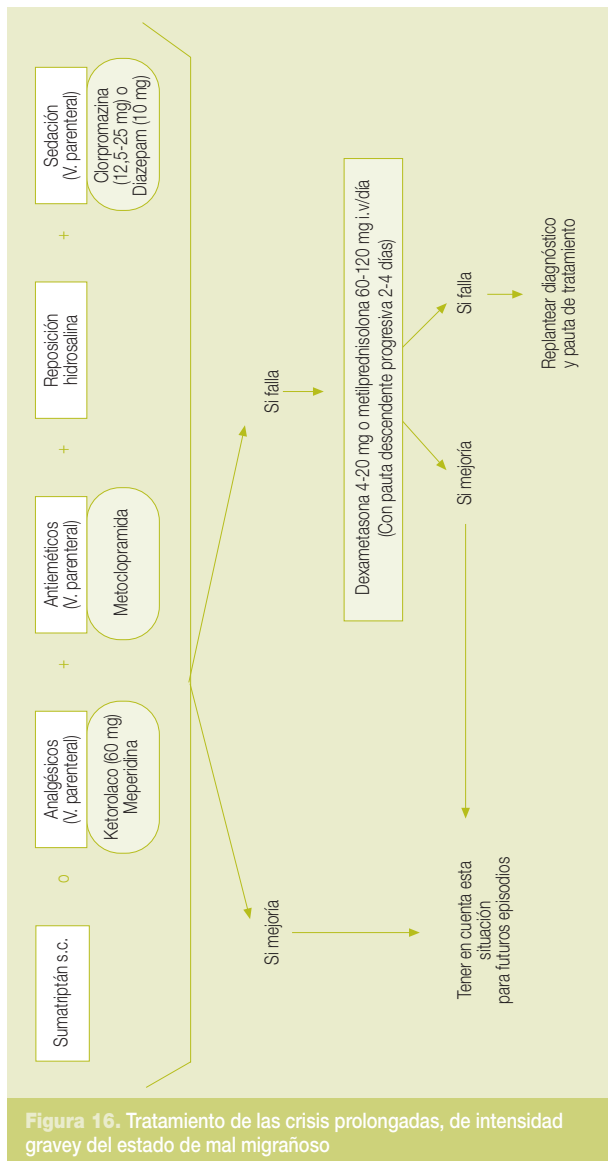 Sumatriptán s.c.
o
Analgésicos
(V. parenteral)
Ketorolaco (60 mg)
Meperidina
+
Antieméticos
(V. parenteral)
Metoclopramida
+
Reposición
hidrosalina
+
Sedación
(V. parenteral)
Clorpromazina
(12,5-25 mg) o
Diazepam (10 mg)
Si mejoría
Si falla
Dexametasona 4-20 mg o metilprednisolona 60-120 mg i.v/día
(Con pauta descendente progresiva 2-4 días)
Si mejoría
Si falla
Tener en cuenta esta
situación
para futuros episodios
Replantear diagnóstico
y pauta de tratamiento
Figura 16. Tratamiento de las crisis prolongadas, de intensidad
gravey del estado de mal migrañoso